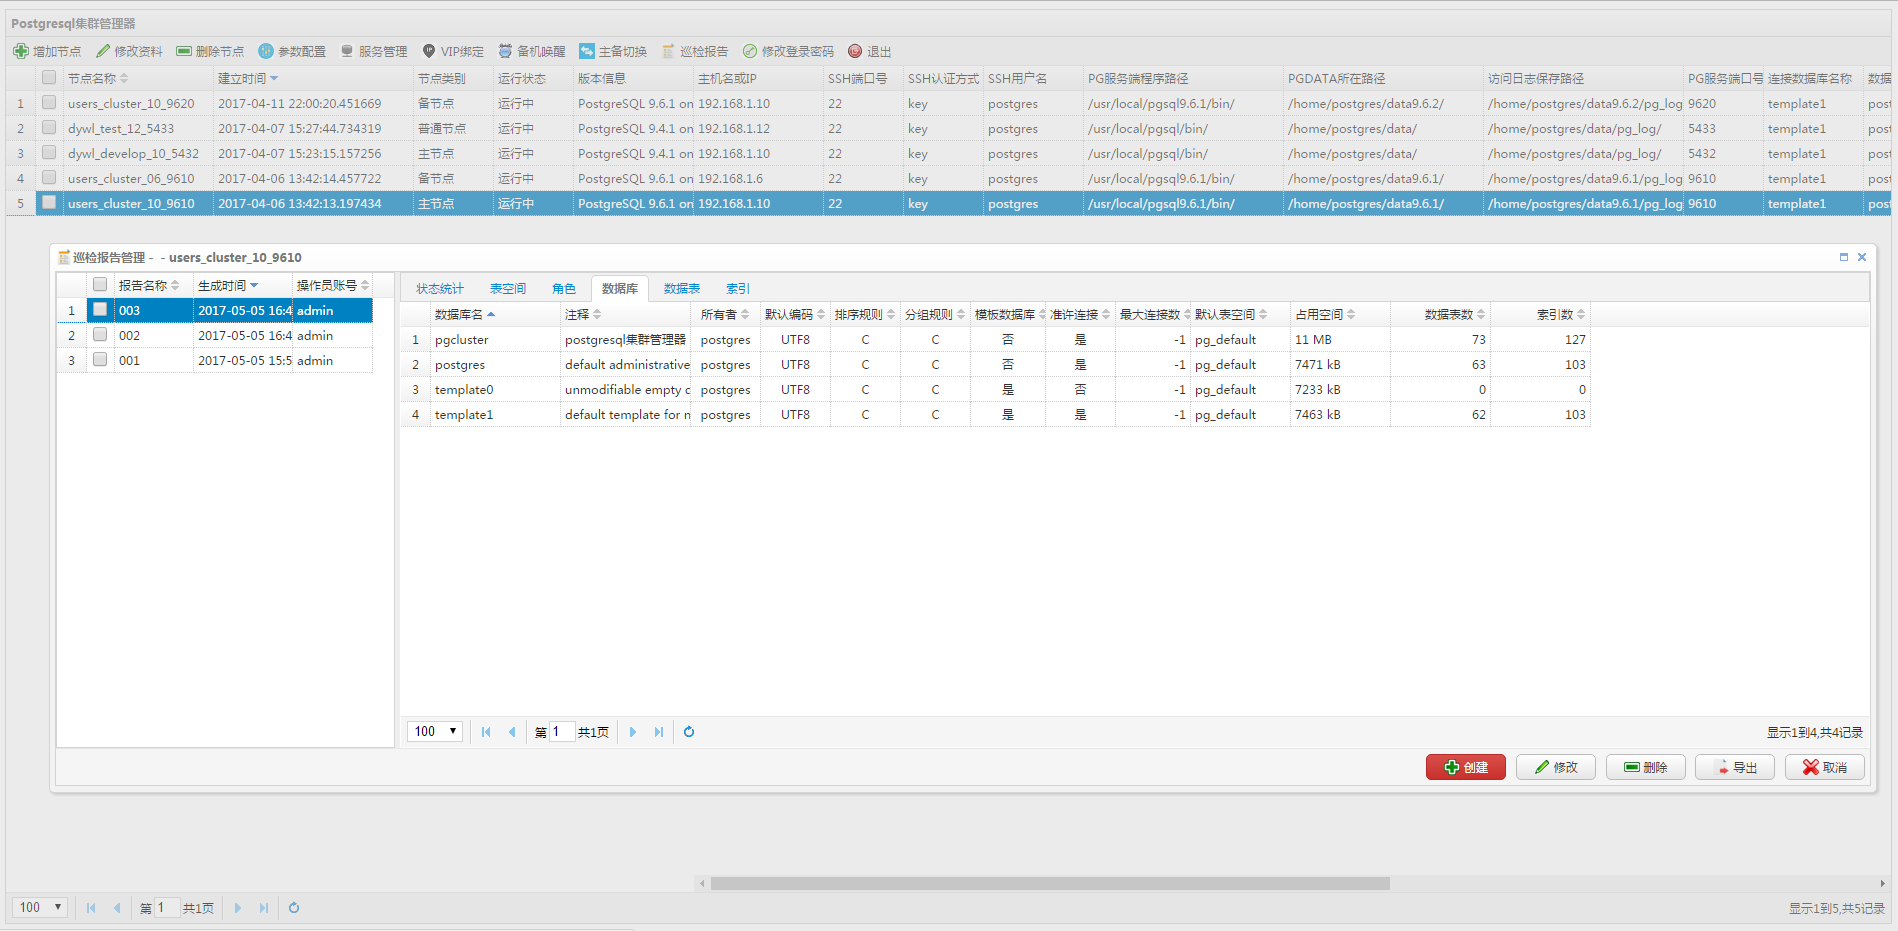 Postgresql集群管理器
增加节点 修改资料 删除节点 参数配置 服务管理 VIP绑定 备机唤醒 主备切换 巡检报告 修改登录密码 退出
节点名称 建立时间 节点类别 运行状态 版本信息 主机名或IP SSH端口号 SSH认证方式 SSH用户名 PG服务端程序路径 PGDATA所在路径 访问日志保存路径 PG服务端口号 连接数据库名称 数据
1 users_cluster_10_9620 2017-04-11 22:00:20.451669 备节点 运行中 PostgreSQL 9.6.1 on 192.168.1.10 22 key postgres /usr/local/pgsql9.6.1/bin/ /home/postgres/data9.6.2/ /home/postgres/data9.6.2/pg_log 9620 template1 post
2 dywl_test_12_5433 2017-04-07 15:27:44.734319 普通节点 运行中 PostgreSQL 9.4.1 on 192.168.1.12 22 key postgres /usr/local/pgsql/bin/ /home/postgres/data/ /home/postgres/data/pg_log/ 5433 template1 post
3 dywl_develop_10_5432 2017-04-07 15:23:15.157256 主节点 运行中 PostgreSQL 9.4.1 on 192.168.1.10 22 key postgres /usr/local/pgsql/bin/ /home/postgres/data/ /home/postgres/data/pg_log/ 5432 template1 post
4 users_cluster_06_9610 2017-04-06 13:42:14.457722 备节点 运行中 PostgreSQL 9.6.1 on 192.168.1.6 22 key postgres /usr/local/pgsql9.6.1/bin/ /home/postgres/data9.6.1/ /home/postgres/data9.6.1/pg_log 9610 template1 post
5 users_cluster_10_9610 2017-04-06 13:42:13.197434 主节点 运行中 PostgreSQL 9.6.1 on 192.168.1.10 22 key postgres /usr/local/pgsql9.6.1/bin/ /home/postgres/data9.6.1/ /home/postgres/data9.6.1/pg_log 9610 template1 post
巡检报告管理 - - users_cluster_10_9610
报告名称 生成时间 操作员账号
1 003 2017-05-05 16:4 admin
2 002 2017-05-05 16:4 admin
3 001 2017-05-05 15:5 admin
状态统计 表空间 角色 数据库 数据表 索引
数据库名 注释 所有者 默认编码 排序规则 分组规则 模板数据库 准许连接 最大连接数 默认表空间 占用空间 数据表数 索引数
1 pgcluster postgresql集群管理器 postgres UTF8 C C 否 是 -1 pg_default 11 MB 73 127
2 postgres default administrative postgres UTF8 C C 否 是 -1 pg_default 7471 kB 63 103
3 template0 unmodifiable empty d postgres UTF8 C C 是 否 -1 pg_default 7233 kB 0 0
4 template1 default template for n postgres UTF8 C C 是 是 -1 pg_default 7463 kB 62 103
100 第 1 共1页 显示1到4,共4记录
创建 修改 删除 导出 取消
100 第 1 共1页 显示1到5,共5记录